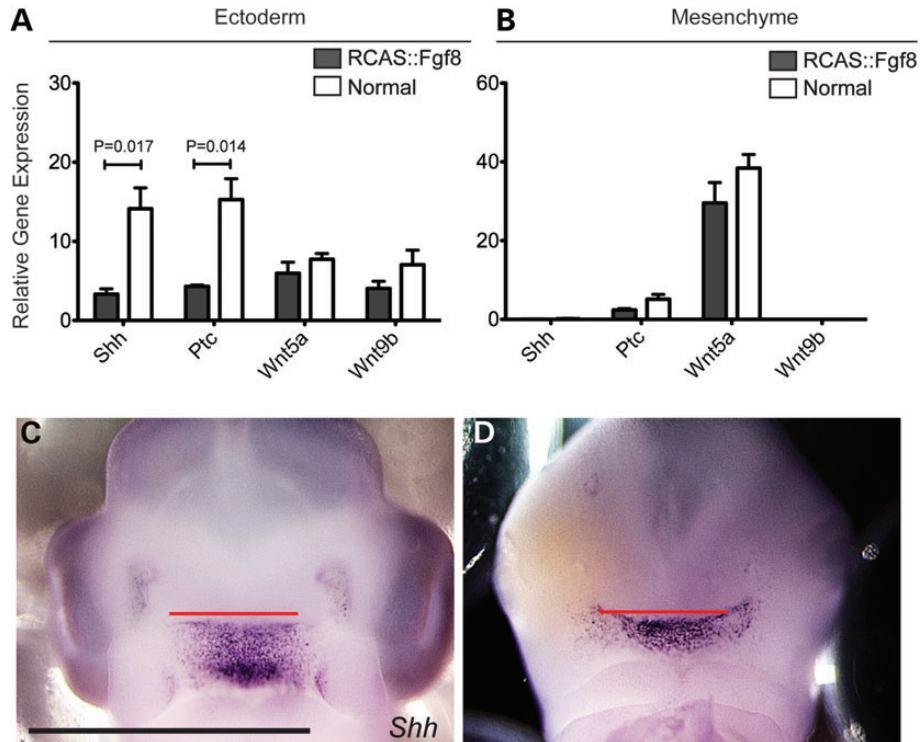 A
Ectoderm
RCAS::Fgf8
Normal
Relative Gene Expression
30
20
10
0
P=0.017
P=0.014
Shh
Ptc
Wnt5a
Wnt9b
B
Mesenchyme
RCAS::Fgf8
Normal
60
40
20
0
Shh
Ptc
Wnt5a
Wnt9b
C
Shh
D